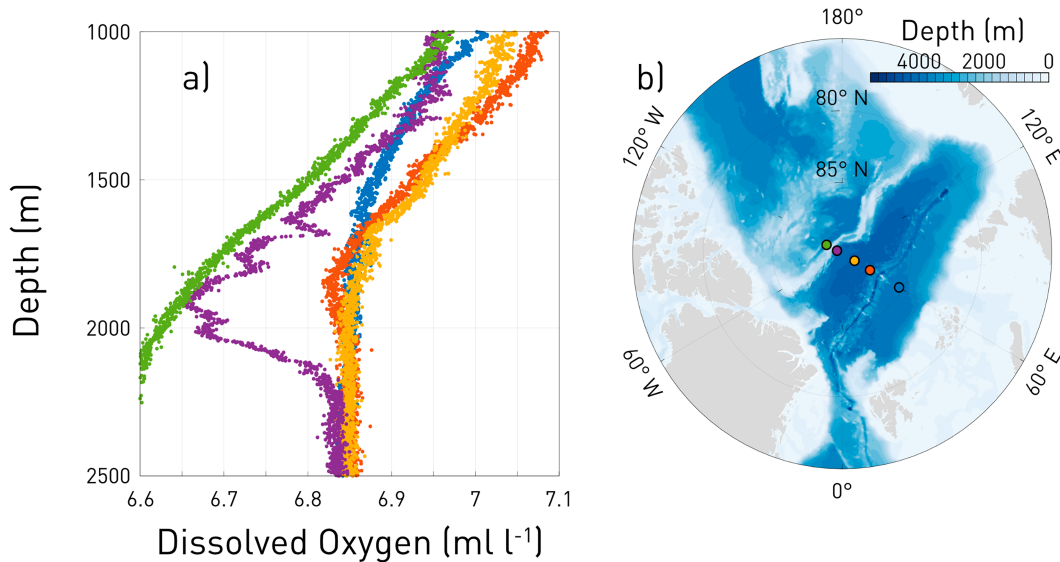 a)
1000
1500
2000
2500
Depth (m)
6.6 6.7 6.8 6.9 7 7.1
Dissolved Oxygen (ml l⁻¹)
b)
180°
Depth (m)
4000 2000 0
80° N
85° N
120° W
120° E
60° W
60° E
0°